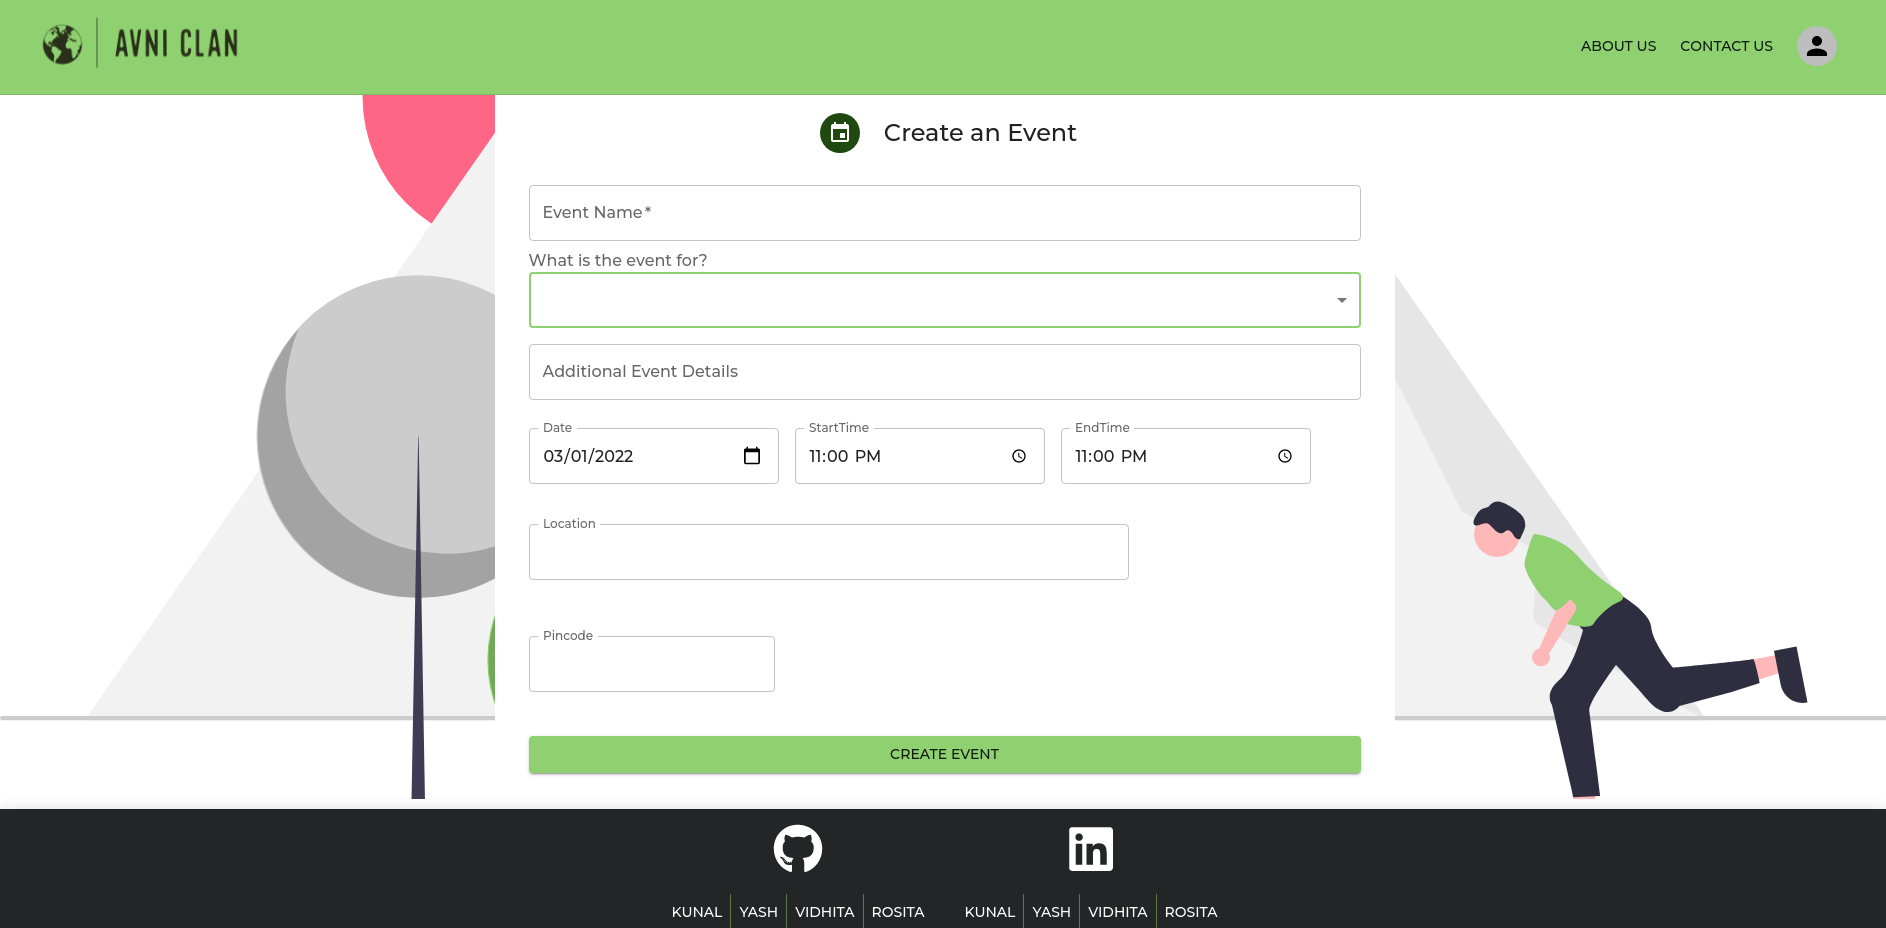 AVNI CLAN
ABOUT US CONTACT US
Create an Event
Event Name*
What is the event for?
Additional Event Details
Date StartTime EndTime
03/01/2022 11:00 PM 11:00 PM
Location
Pincode
CREATE EVENT
KUNAL YASH VIDHITA ROSITA KUNAL YASH VIDHITA ROSITA